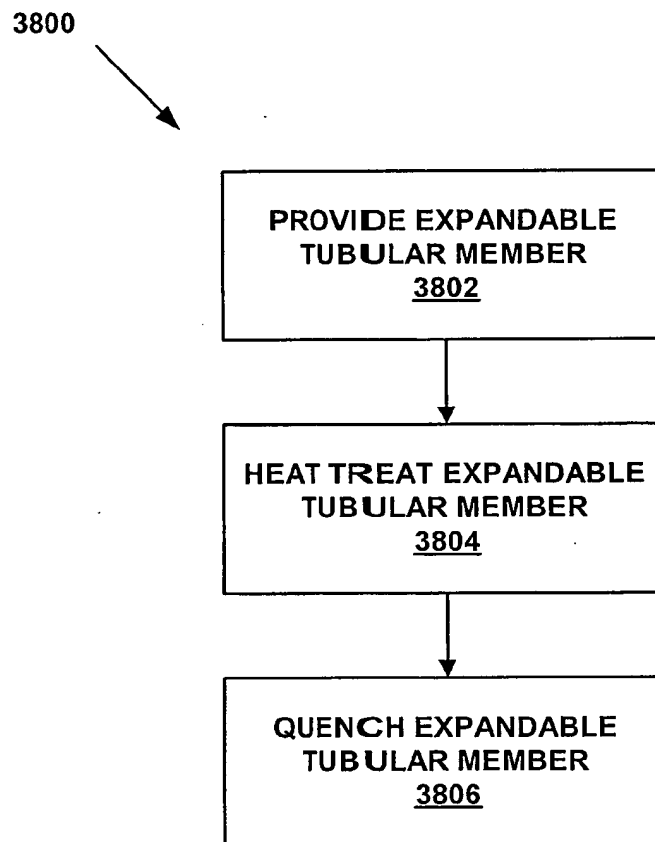 3800
PROVIDE EXPANDABLE
TUBULAR MEMBER
3802
HEAT TREAT EXPANDABLE
TUBULAR MEMBER
3804
QUENCH EXPANDABLE
TUBULAR MEMBER
3806